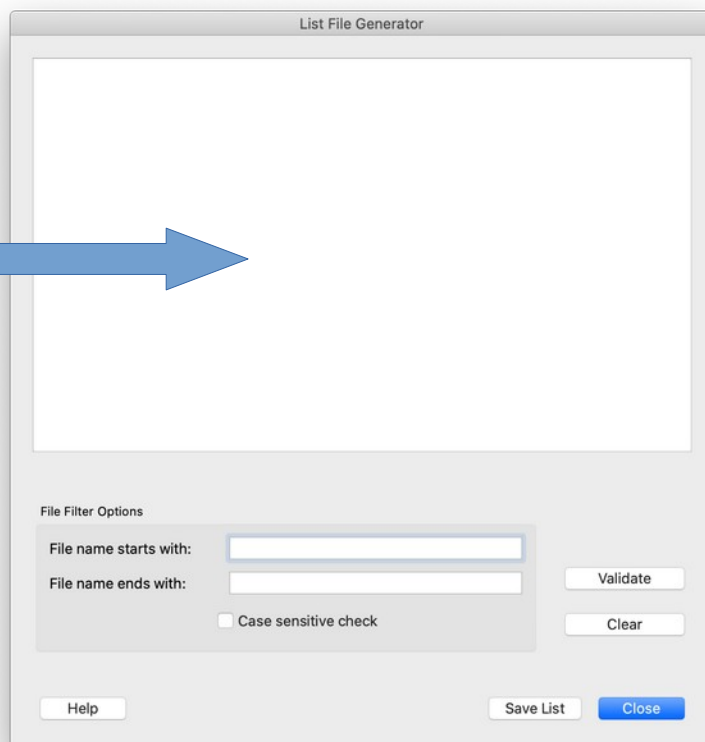 List File Generator
File Filter Options
File name starts with:
File name ends with:
Validate
Case sensitive check
Clear
Help
Save List
Close